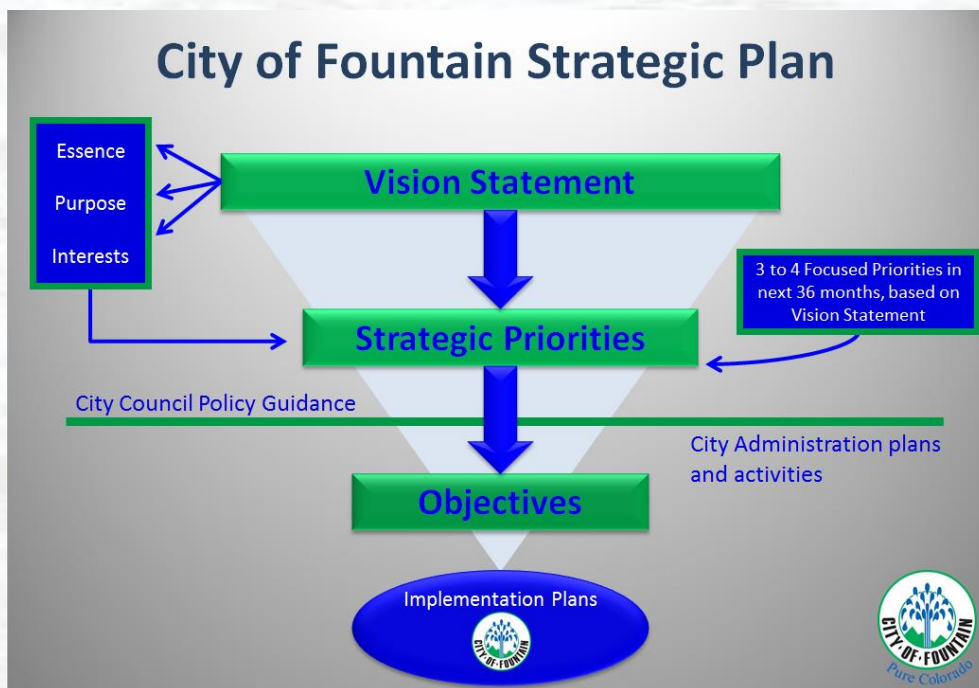 City of Fountain Strategic Plan
Essence
Purpose
Interests
Vision Statement
3 to 4 Focused Priorities in
next 36 months, based on
Vision Statement
Strategic Priorities
City Council Policy Guidance
City Administration plans
and activities
Objectives
Implementation Plans
CITY·OF·FOUNTAIN
CITY·OF·FOUNTAIN
Pure Colorado